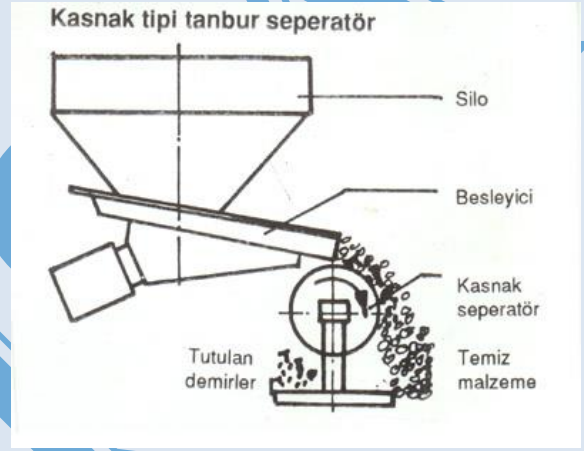 Kasnak tipi tanbur seperatör
Silo
Besleyici
Kasnak
seperatör
Tutulan
demirler
Temiz
malzeme